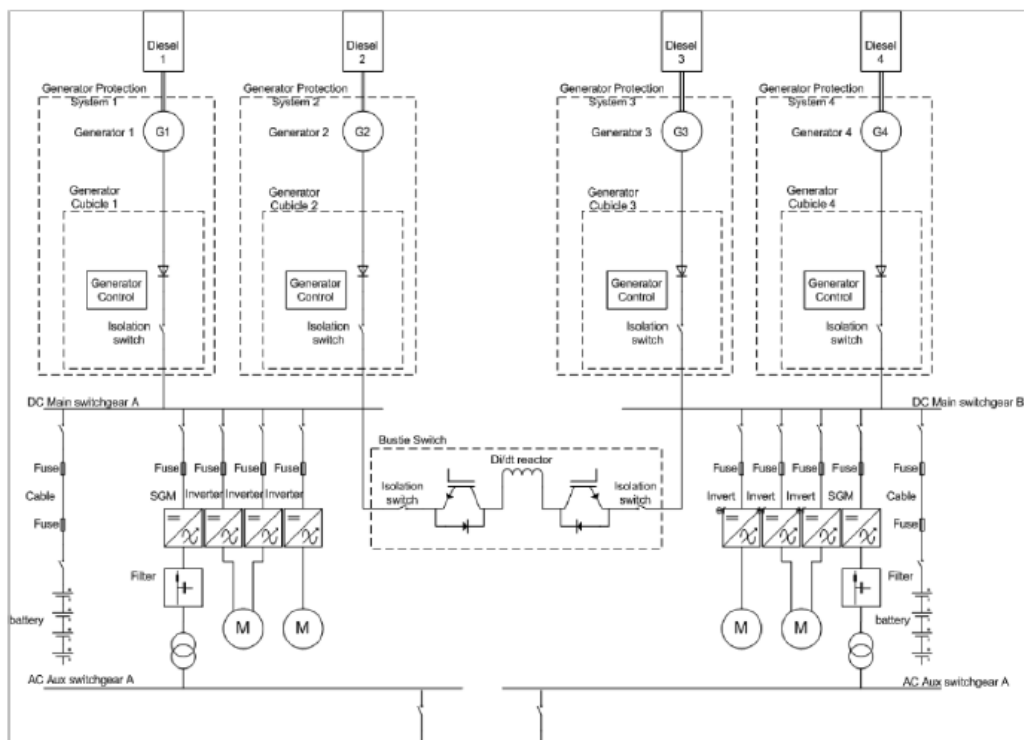 Diesel
1
Diesel
2
Diesel
3
Diesel
4
Generator Protection
System 1
Generator Protection
System 2
Generator Protection
System 3
Generator Protection
System 4
Generator 1
G1
Generator 2
G2
Generator 3
G3
Generator 4
G4
Generator
Cubicle 1
Generator
Cubicle 2
Generator
Cubicle 3
Generator
Cubicle 4
Generator
Control
Generator
Control
Generator
Control
Generator
Control
Isolation
switch
Isolation
switch
Isolation
switch
Isolation
switch
DC Main switchgear A
DC Main switchgear B
Bustie Switch
Di/dt reactor
Isolation
switch
Isolation
switch
Fuse
Fuse
Fuse
Fuse
Fuse
Cable
SGM
Inverter
Inverter
Inverter
Fuse
Filter
battery
M
M
AC Aux switchgear A
Fuse
Fuse
Fuse
Fuse
Fuse
Invert
er
Invert
er
Invert
er
SGM
Cable
Fuse
Filter
battery
M
M
AC Aux switchgear A